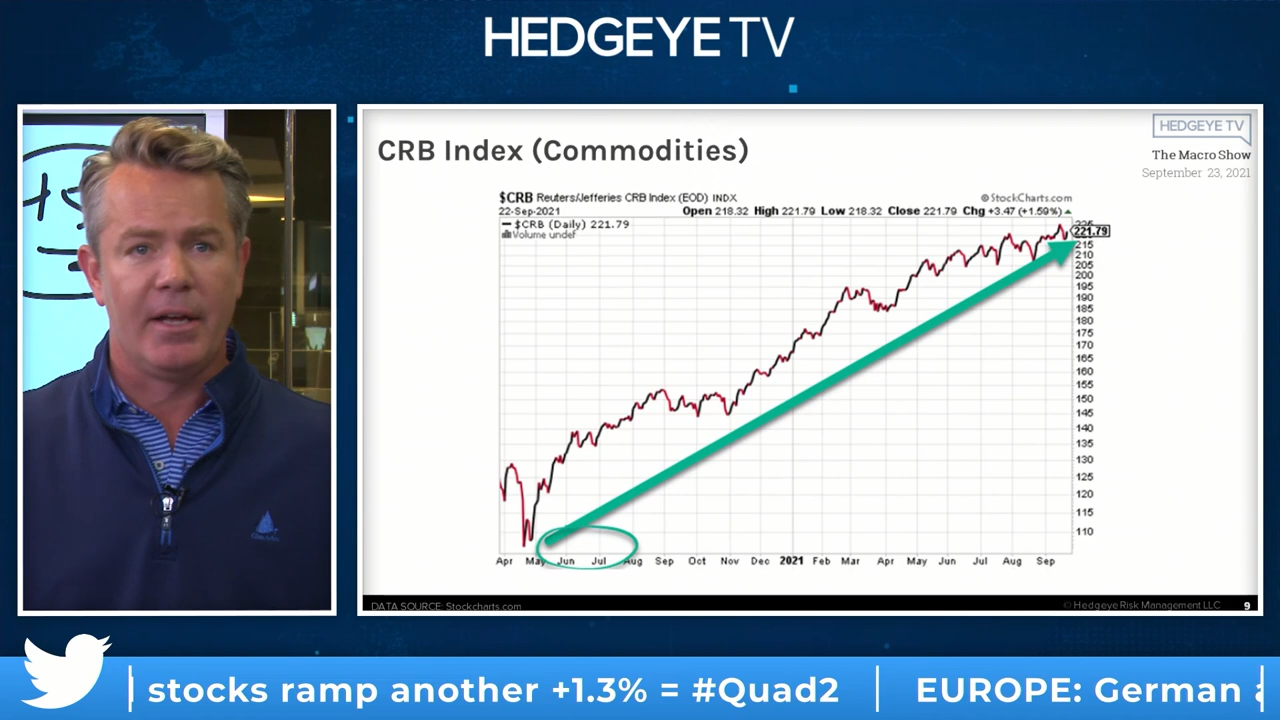 HEDGEYE TV
+S
CRB Index (Commodities)
HEDGEYE TV
The Macro Show
September 23, 2021
$CRB Reuters/Jefferies CRB Index (EOD) INDX
© StockCharts.com
22-Sep-2021 Open 218.32 High 221.79 Low 218.32 Close 221.79 Chg +3.47 (+1.59%)
$CRB (Daily) 221.79
Volume undef
225
221.79
215
210
205
200
195
190
185
180
175
170
165
160
155
150
145
140
135
130
125
120
115
110
Apr May Jun Jul Aug Sep Oct Nov Dec 2021 Feb Mar Apr May Jun Jul Aug Sep
DATA SOURCE: Stockcharts.com
© Hedgeye Risk Management LLC 9
stocks ramp another +1.3% = #Quad2 | EUROPE: German